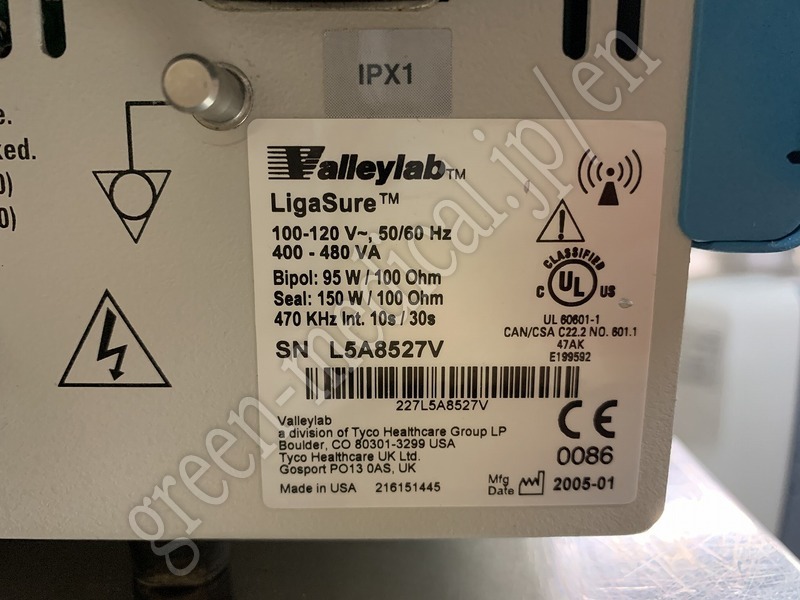 IPX1
e.
ked.
0)
0)
Valleylab™
LigaSure™
100-120 V~, 50/60 Hz
400 - 480 VA
Bipol: 95 W / 100 Ohm
Seal: 150 W / 100 Ohm
470 KHz Int. 10s / 30s
SN L5A8527V
227L5A8527V
CLASSIFIED
C UL US
UL 60601-1
CAN/CSA C22.2 NO. 601.1
47AK
E199592
Valleylab
a division of Tyco Healthcare Group LP
Boulder, CO 80301-3299 USA
Tyco Healthcare UK Ltd.
Gosport PO13 0AS, UK
Made in USA 216151445
CE
0086
Mfg
Date 2005-01
green-medical.jp/en